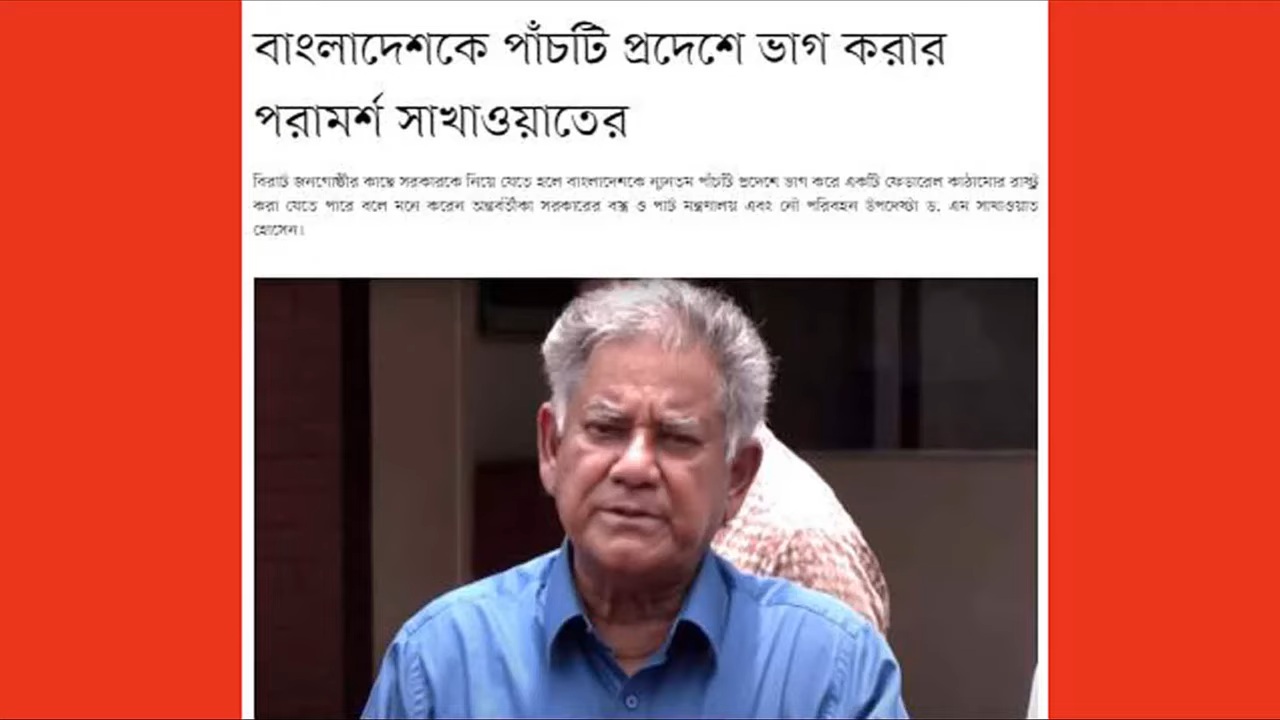 বাংলাদেশকে পাঁচটি প্রদেশে ভাগ করার
পরামর্শ সাখাওয়াতের
বিরাট জনগোষ্ঠীর কাছে সরকারকে নিয়ে যেতে হলে বাংলাদেশকে ন্যূনতম পাঁচটি প্রদেশে ভাগ করে একটি ফেডারেল কাঠামোর রাষ্ট্র
করা যেতে পারে বলে মনে করেন অন্তর্বর্তীকা সরকারের বস্ত্র ও পাট মন্ত্রণালয় এবং নৌ পরিবহন উপদেষ্টা ড. এম সাখাওয়াত
হোসেন।